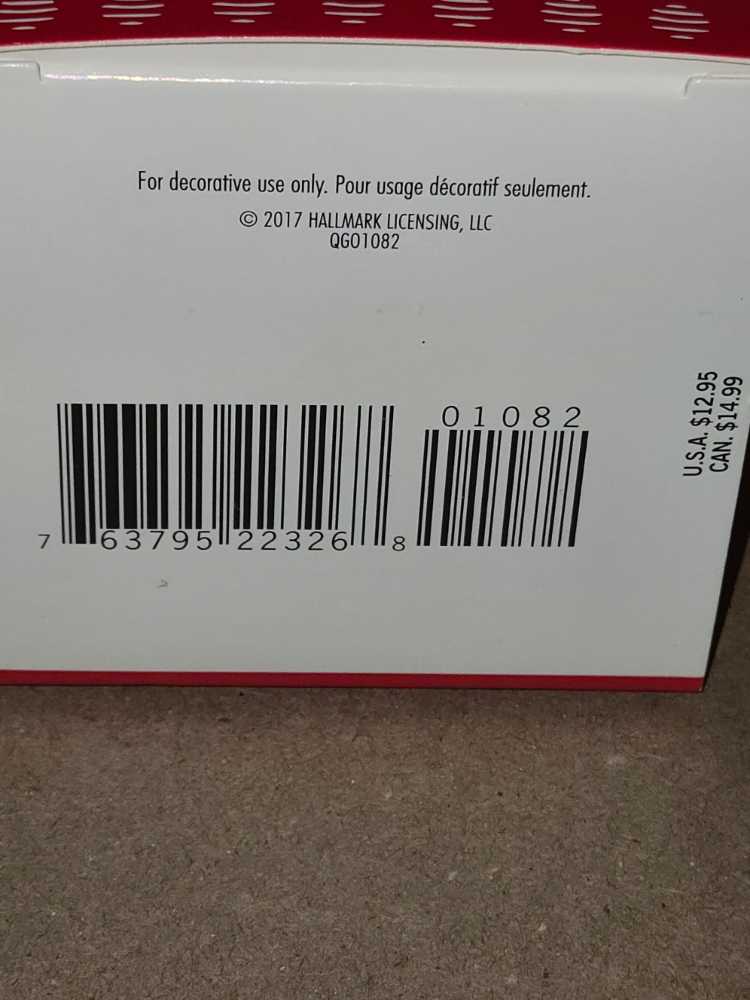 For decorative use only. Pour usage décoratif seulement.
© 2017 HALLMARK LICENSING, LLC
QGO1082
01082
7 63795 22326 8
U.S.A. $12.95
CAN. $14.99